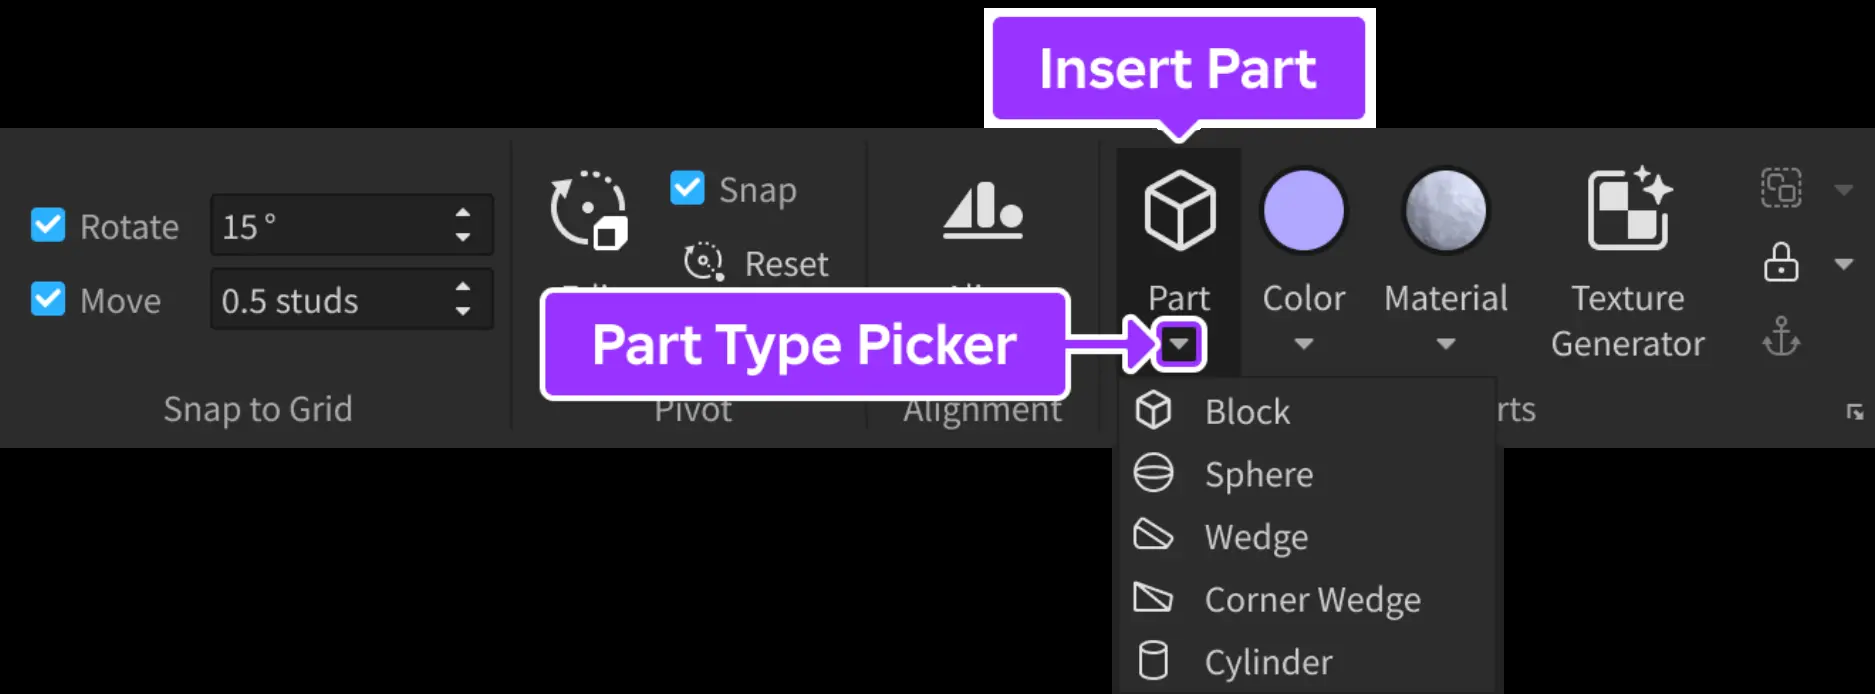 Insert Part
Rotate
15°
Move
0.5 studs
Snap to Grid
Snap
Reset
Pivot
Alignment
Part Type Picker
Part
Color
Material
Texture
Generator
rts
Block
Sphere
Wedge
Corner Wedge
Cylinder